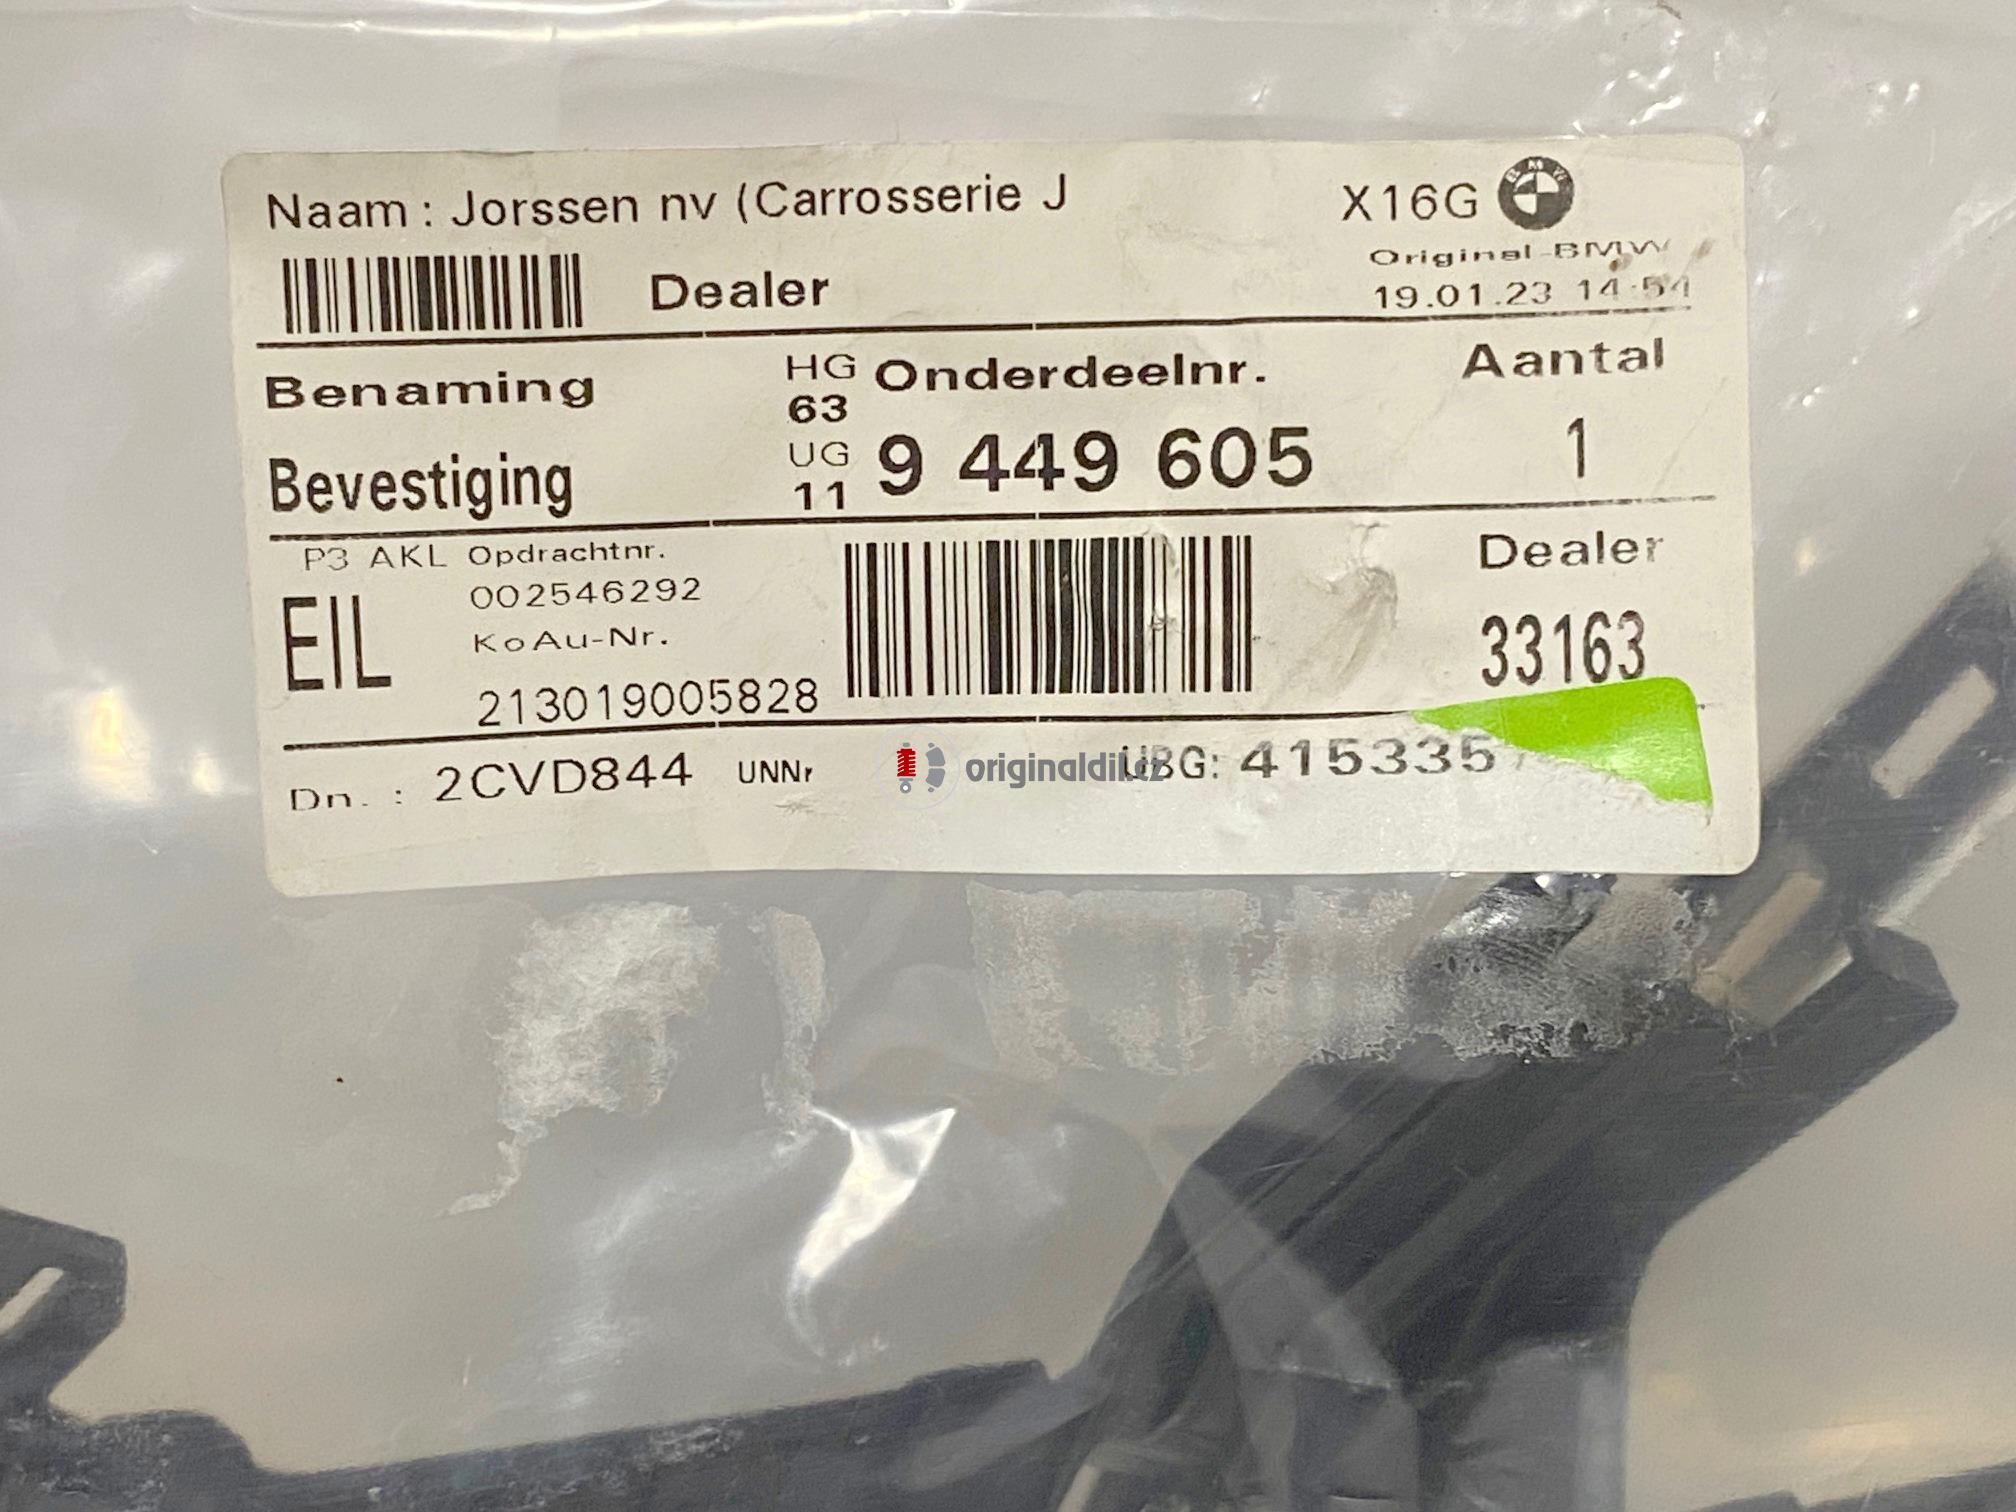 Naam : Jorssen nv (Carrosserie J
X16G
BMW
Original BMW
Dealer
19.01.23 14:54
Benaming
HG
Onderdeelnr.
Aantal
63
Bevestiging
UG
9 449 605
1
11
P3 AKL Opdrachtnr.
Dealer
EIL
002546292
33163
KoAu-Nr.
213019005828
Dn. : 2CVD844
UNNr
originaldil.cz
UBG: 415335